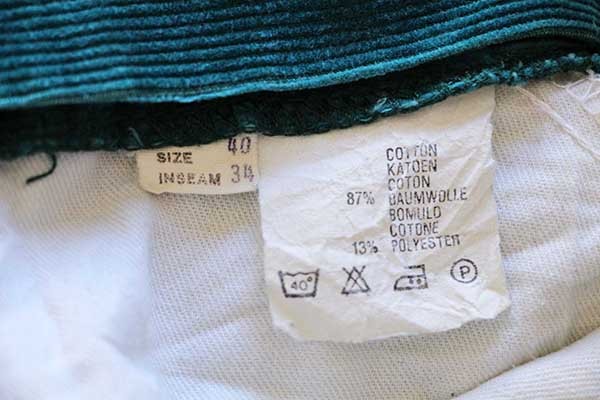 SIZE 40
INSEAM 34
COTTON
KATOEN
COTON
87% BAUMWOLLE
BOMULD
COTONE
13% POLYESTER
40° P